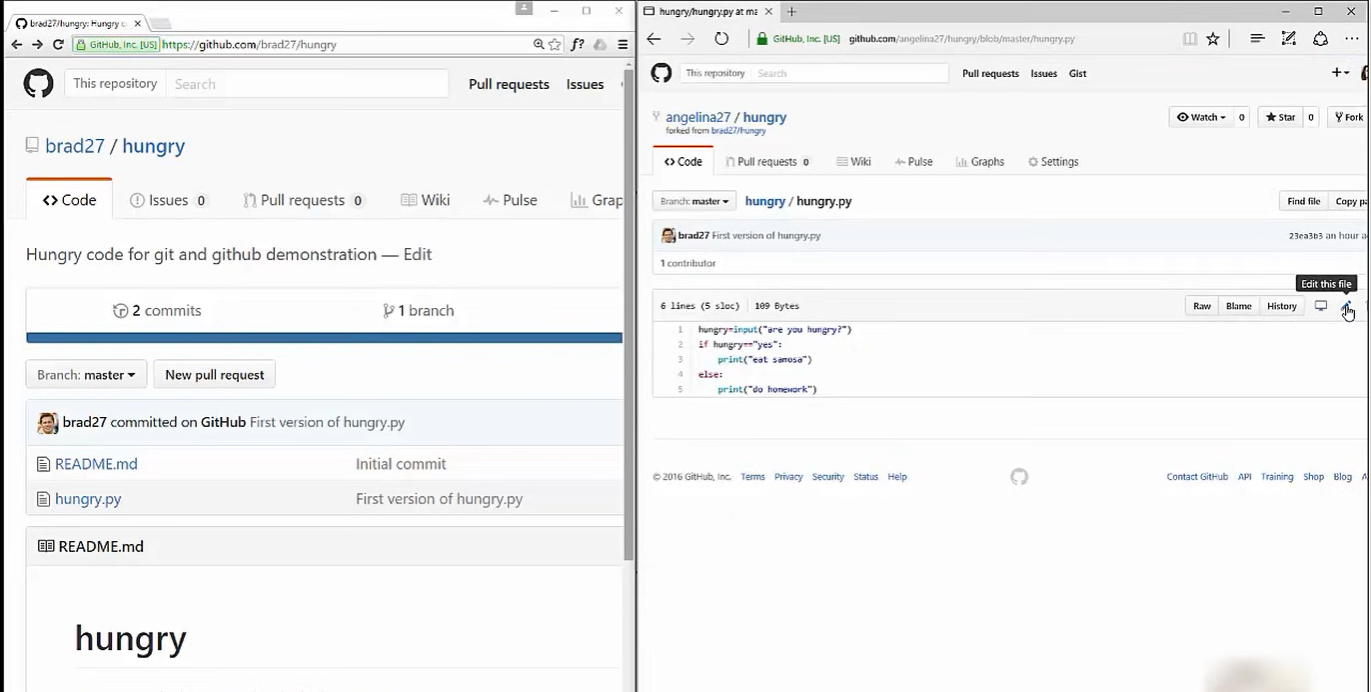 brad27/hungry: Hungry c
GitHub, Inc. [US] https://github.com/brad27/hungry
f?
This repository Search Pull requests Issues
brad27 / hungry
Code Issues 0 Pull requests 0 Wiki Pulse Grap
Hungry code for git and github demonstration — Edit
2 commits 1 branch
Branch: master New pull request
brad27 committed on GitHub First version of hungry.py
README.md Initial commit
hungry.py First version of hungry.py
README.md
hungry
hungry/hungry.py at ma
GitHub, Inc. [US] github.com/angelina27/hungry/blob/master/hungry.py
This repository Search Pull requests Issues Gist
angelina27 / hungry
forked from brad27/hungry
Watch 0 Star 0 Fork
Code Pull requests 0 Wiki Pulse Graphs Settings
Branch: master hungry / hungry.py Find file Copy pa
brad27 First version of hungry.py 23ea3b3 an hour a
1 contributor
Edit this file
6 lines (5 sloc) 109 Bytes Raw Blame History
1 hungry=input("are you hungry?")
2 if hungry=="yes":
3 print("eat samosa")
4 else:
5 print("do homework")
© 2016 GitHub, Inc. Terms Privacy Security Status Help Contact GitHub API Training Shop Blog A